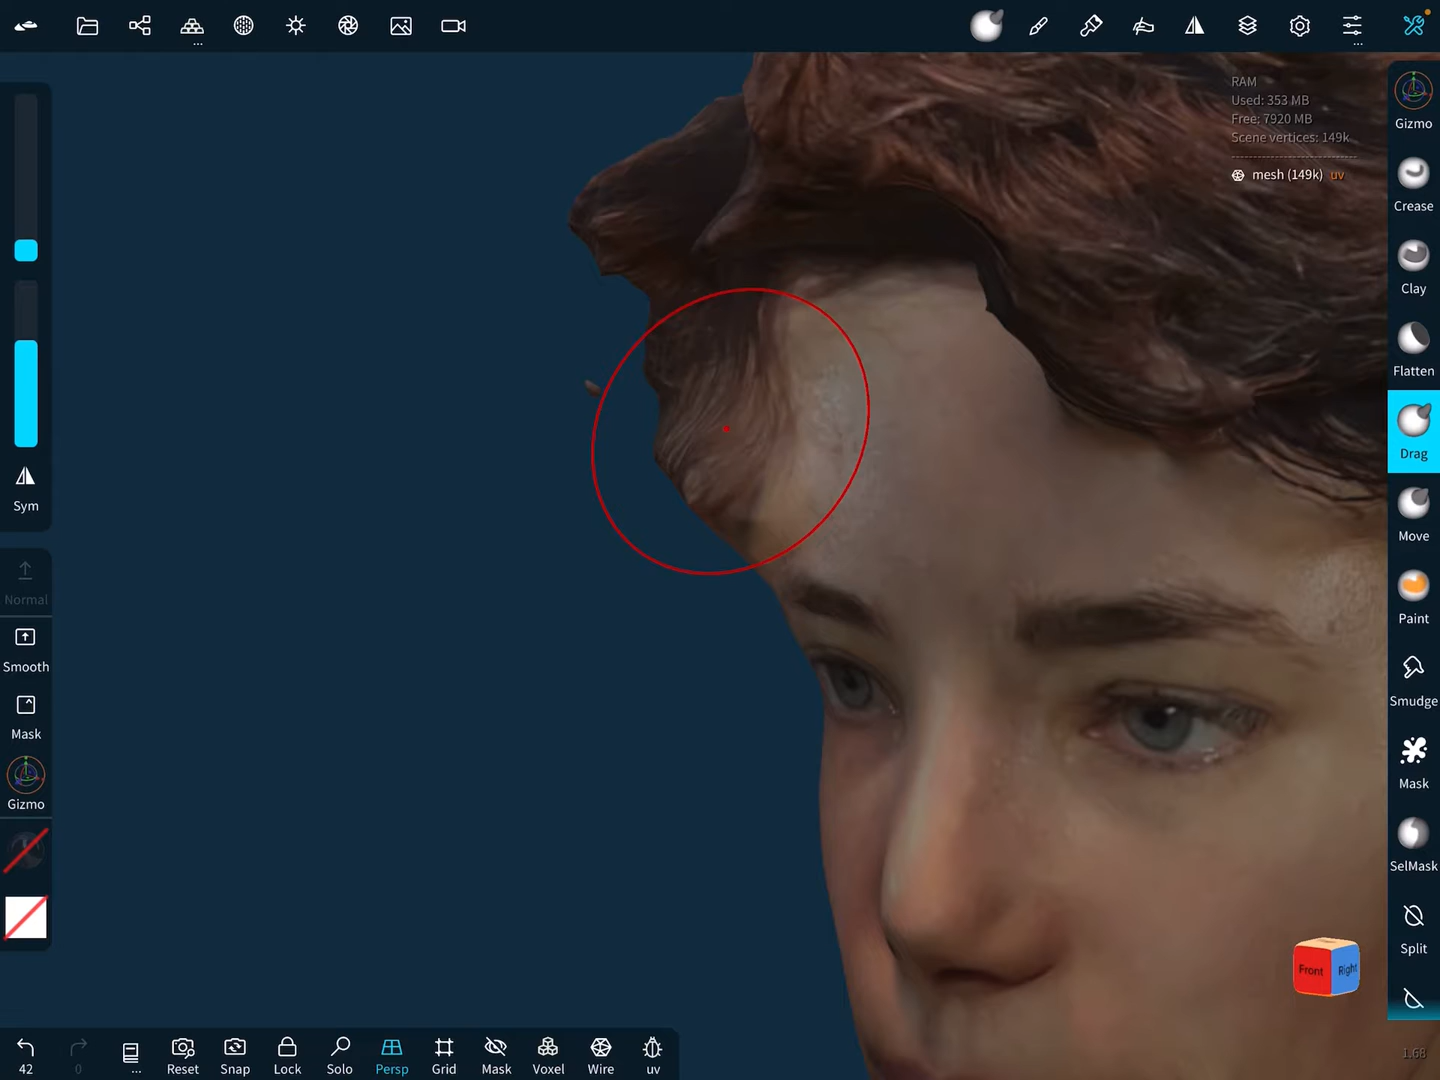 RAM
Used: 353 MB
Free: 7920 MB
Scene vertices: 149k
mesh (149k) uv
Gizmo
Crease
Clay
Flatten
Drag
Move
Paint
Smudge
Mask
SelMask
Split
Sym
Normal
Smooth
Mask
Gizmo
Front
Right
1.68
42
0
...
Reset
Snap
Lock
Solo
Persp
Grid
Mask
Voxel
Wire
uv